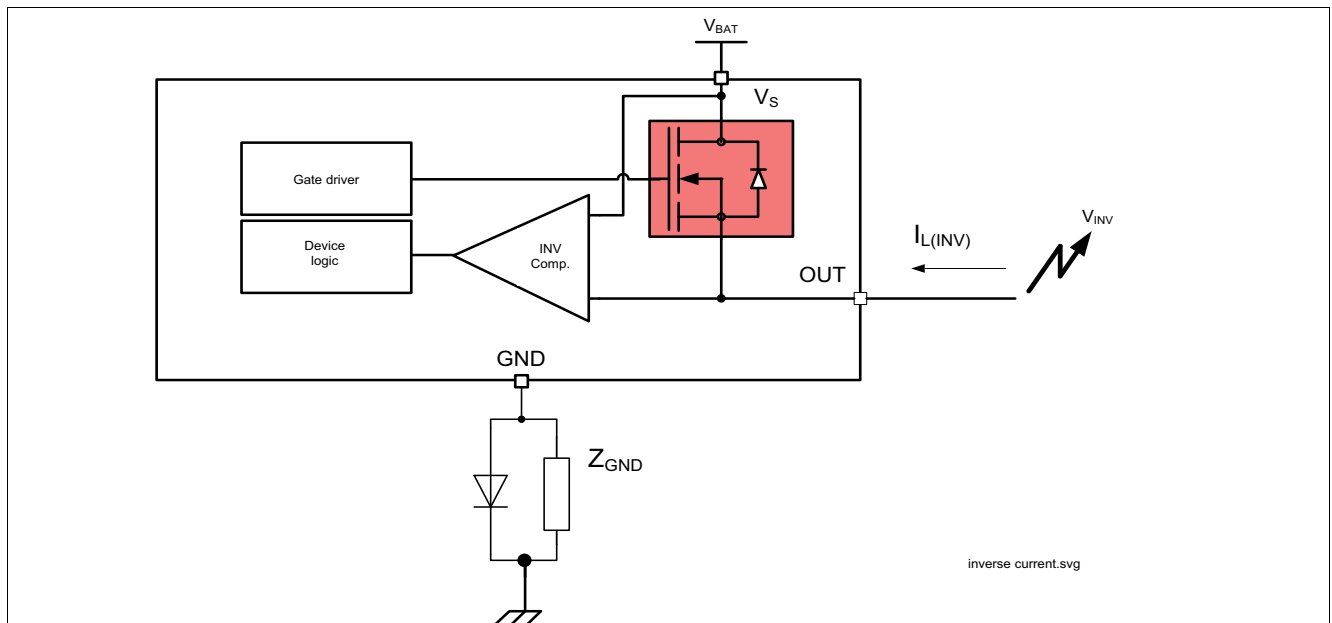 VBAT
VS
Gate driver
Device
logic
INV
Comp.
IL(INV)
VINV
OUT
GND
ZGND
inverse current.svg